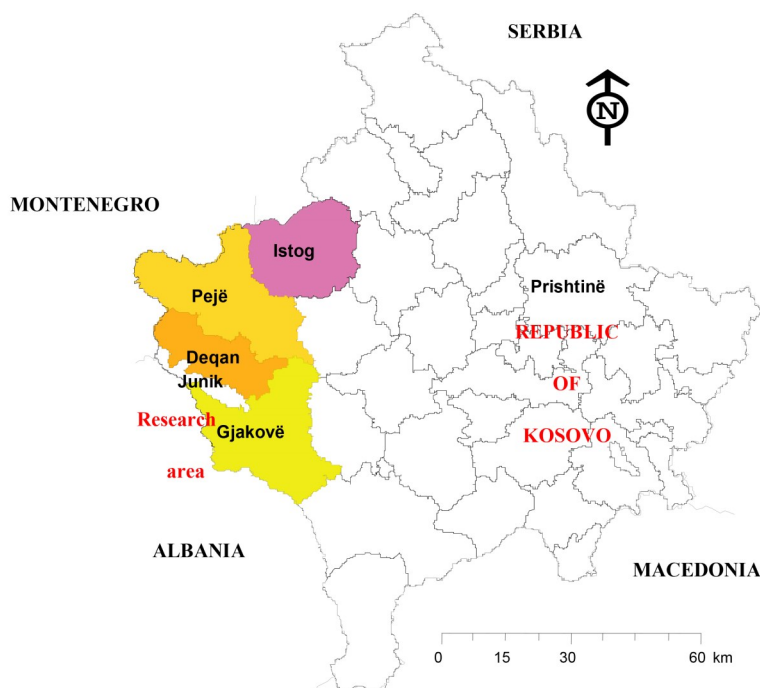 SERBIA
N
MONTENEGRO
Istog
Prishtinë
Pejë
REPUBLIC
Deqan
Junik
OF
Research
Gjakovë
KOSOVO
area
ALBANIA
MACEDONIA
0 15 30 60 km